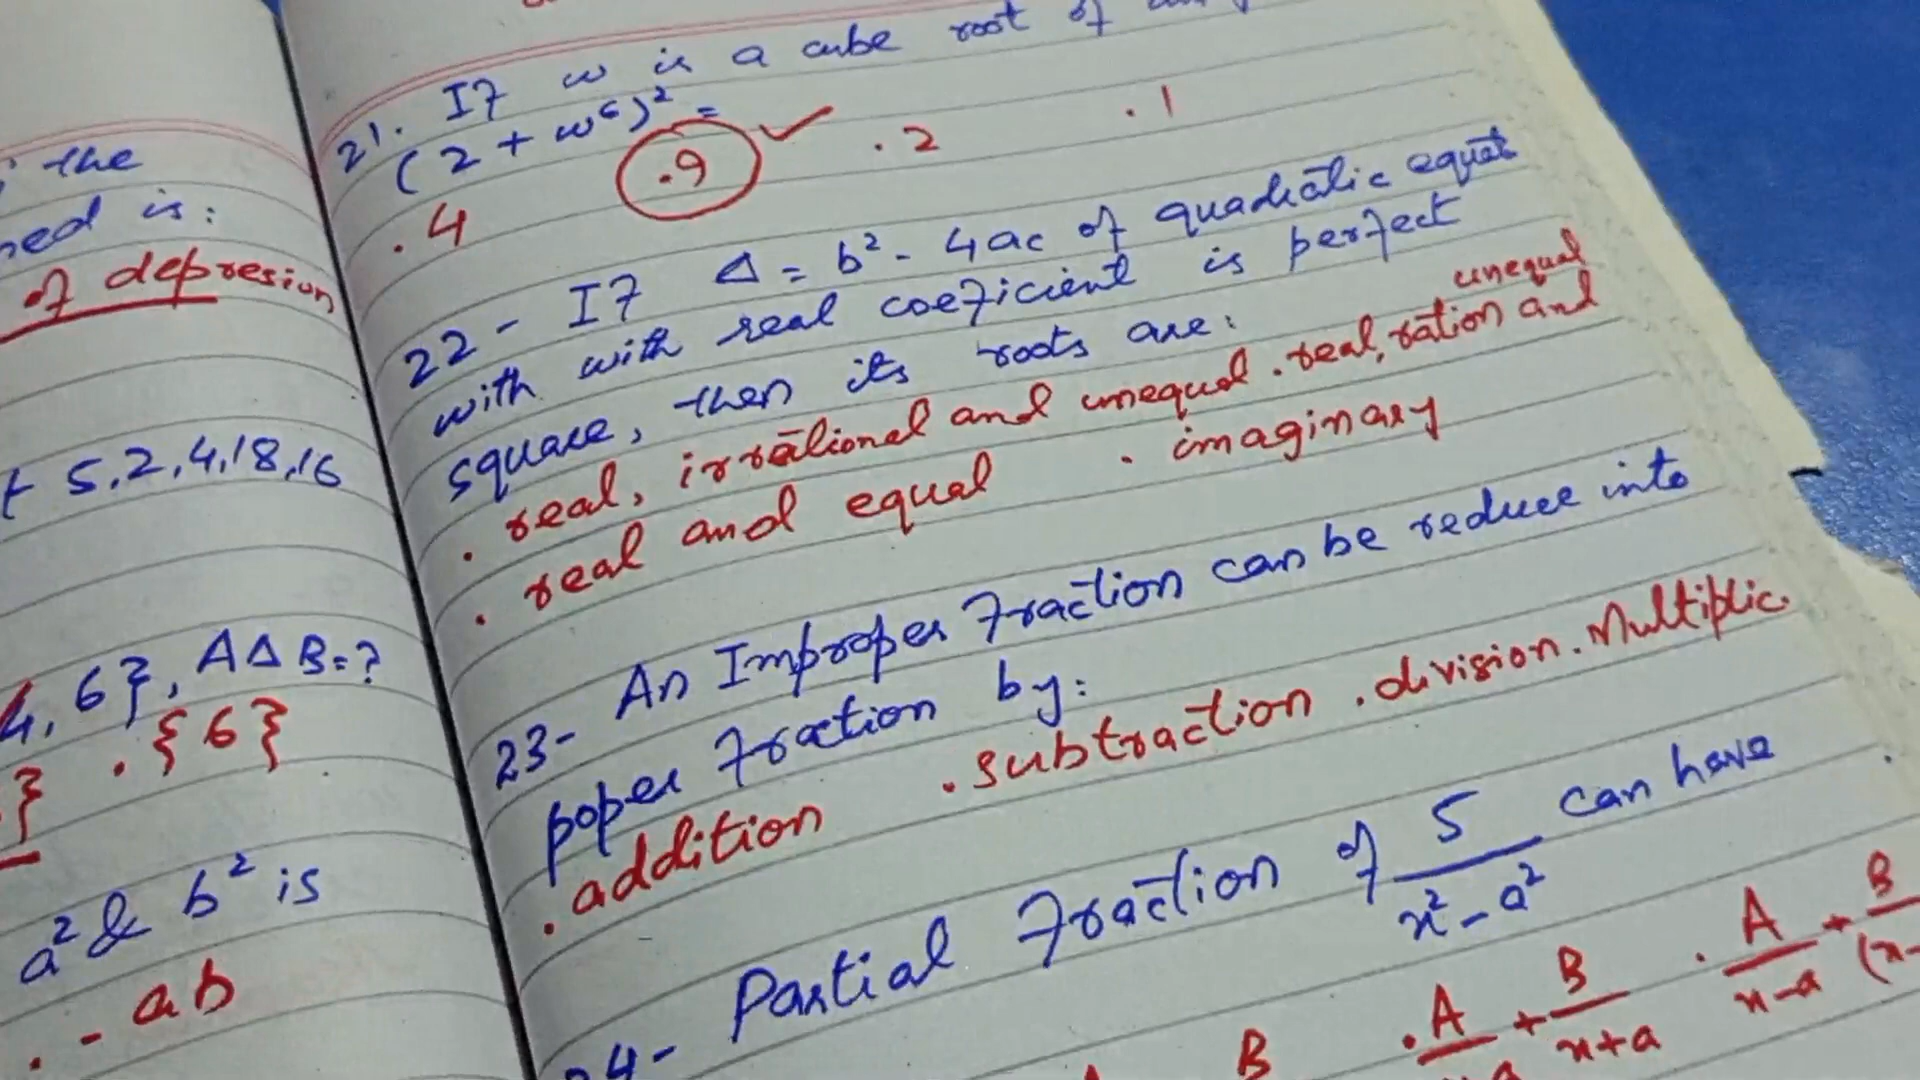 the
is:
of depresion
5,2,4,18,16
4, 6}, A Δ B=?
}
. {6}
a² & b² is
. - ab
21. If ω is a cube root of
(2 + ω⁶)² =
. 4 .9 . 2 . 1
22 - If Δ = b² - 4ac of quadratic equat
with with real coeficient is perfect
square, then its roots are:
unequal
. real, irrational and unequal . real, ration and
. real and equal . imaginary
23- An Improper Fraction can be reduce into
poper Fraction by:
. addition . subtraction . division . Multiplic.
24- Partial Fraction of 5/(x² - a²) can have
B
. A + B/(x+a)
. A/(x-a) + B/(x-